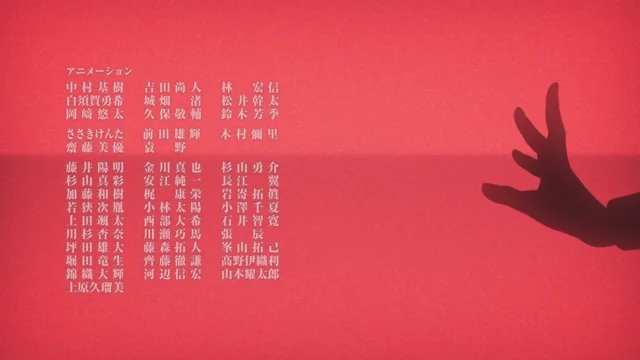 アニメーション
中村基樹 吉田尚人 林 宏信
白須賀勇希 城畑 渚 松井幹太
岡﨑悠太 久保敬輔 鈴木芳季
ささきけんた 前田雄輝 木村彌里
齋藤美優 袁 野
藤井陽明 金川真也 杉山勇介
杉山真彩 安江純一 長江 翼
加藤和樹 梶 康栄 岩嵜拓眞
若狭次胤 小林太陽 小澤千夏
上田颯太 西部大希 石井智寛
川杉杏奈 川瀬巧馬 張 辰
坪田雄大 藤森拓人 峯山拓己
堀田竜生 齊藤徹謙 高野伊織利
錦織大輝 河辺信宏 山本耀太郎
上原久瑠美